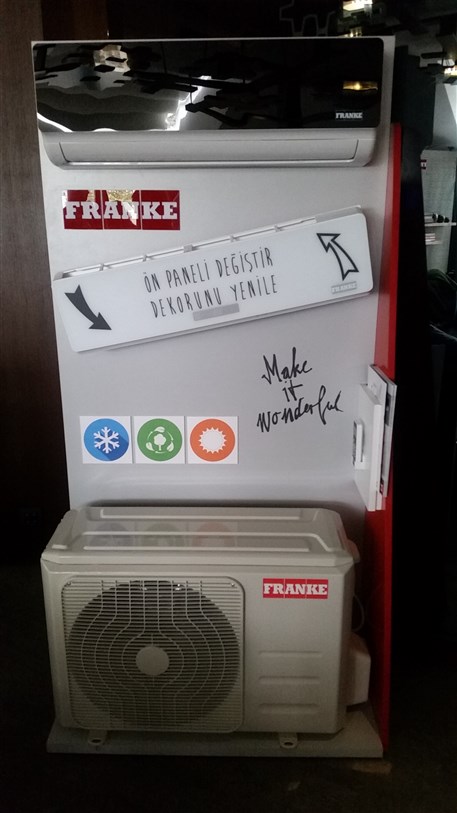 FRANKE
FRANKE
ÖN PANELİ DEĞİŞTİR
DEKORUNU YENİLE
FRANKE
Make
it
Wonderful
FRANKE